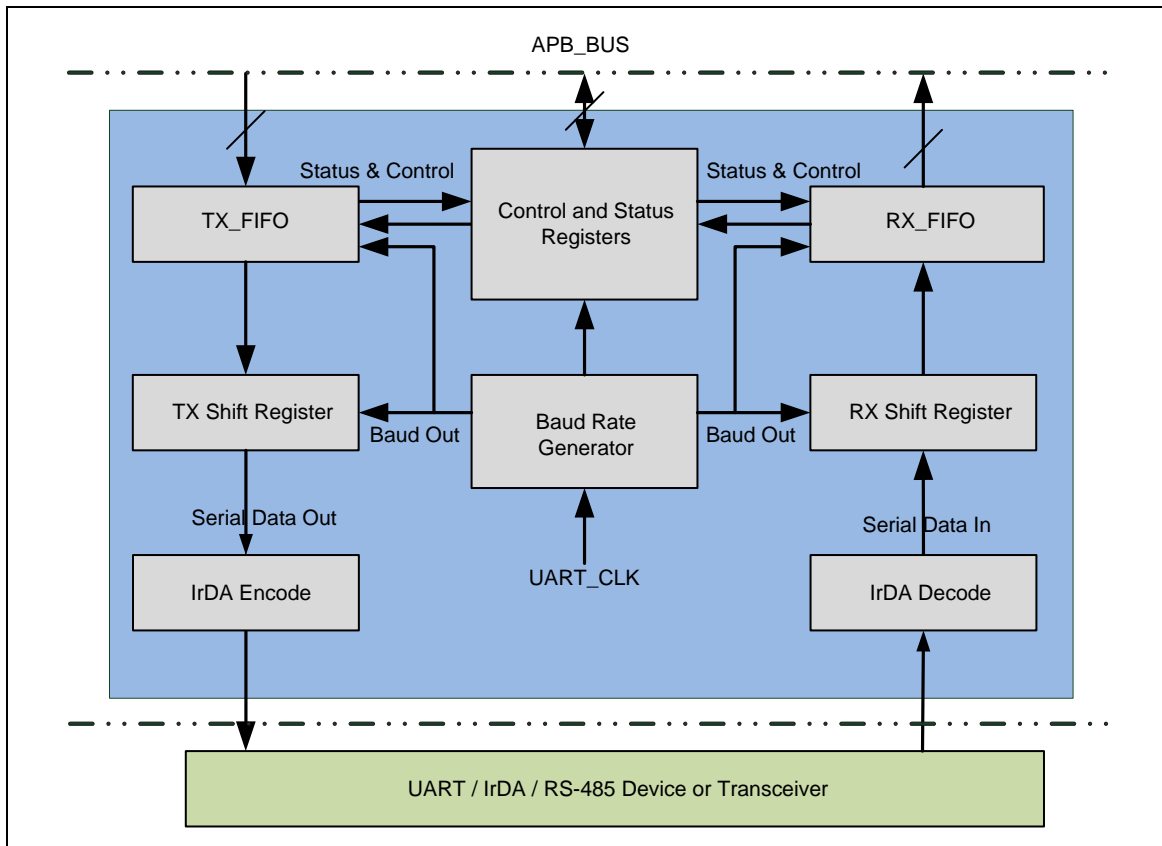 APB_BUS
Status & Control
Status & Control
TX_FIFO
Control and Status
Registers
RX_FIFO
TX Shift Register
Baud Out
Baud Rate
Generator
Baud Out
RX Shift Register
Serial Data Out
Serial Data In
IrDA Encode
UART_CLK
IrDA Decode
UART / IrDA / RS-485 Device or Transceiver